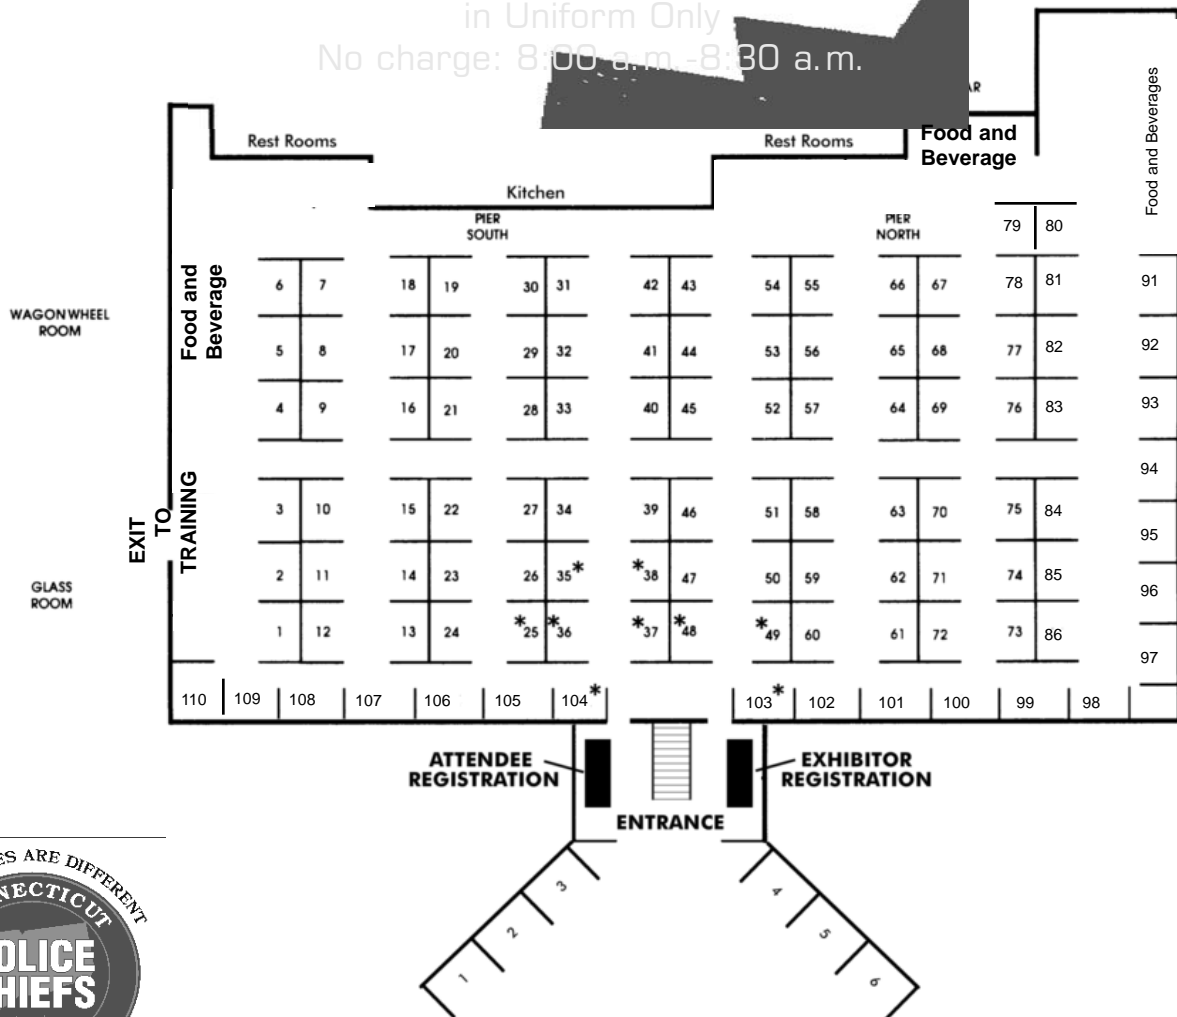 in Uniform Only
No charge: 8:00 a.m.-8:30 a.m.
Rest Rooms
Rest Rooms
Food and
Beverage
Food and Beverages
Kitchen
PIER
SOUTH
PIER
NORTH
79 80
6 7 18 19 30 31 42 43 54 55 66 67 78 81 91
Food and
Beverage
WAGON WHEEL
ROOM
5 8 17 20 29 32 41 44 53 56 65 68 77 82 92
4 9 16 21 28 33 40 45 52 57 64 69 76 83 93
94
EXIT
TO
TRAINING
3 10 15 22 27 34 39 46 51 58 63 70 75 84
95
2 11 14 23 26 35* *38 47 50 59 62 71 74 85 96
GLASS
ROOM
1 12 13 24 *25 *36 *37 *48 *49 60 61 72 73 86
97
110 109 108 107 106 105 104* 103* 102 101 100 99 98
ATTENDEE
REGISTRATION
EXHIBITOR
REGISTRATION
ENTRANCE
3 4
2 5
1 6
ARE DIFFERENT